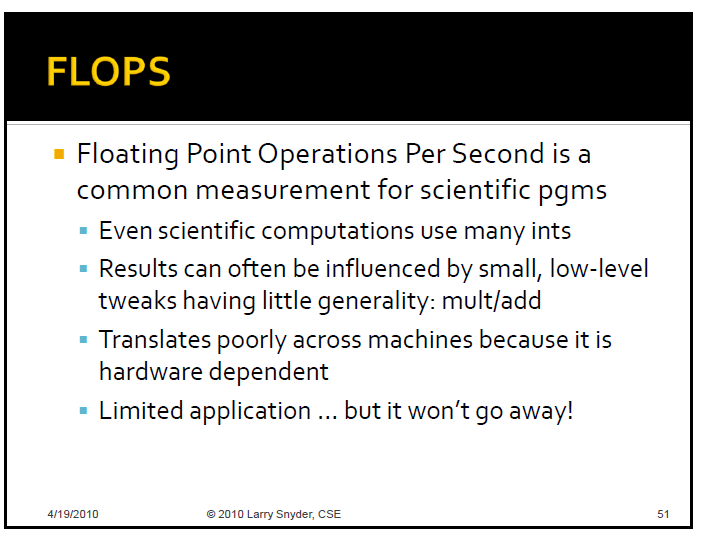 FLOPS
Floating Point Operations Per Second is a
common measurement for scientific pgms
Even scientific computations use many ints
Results can often be influenced by small, low-level
tweaks having little generality: mult/add
Translates poorly across machines because it is
hardware dependent
Limited application … but it won’t go away!
4/19/2010
© 2010 Larry Snyder, CSE
51